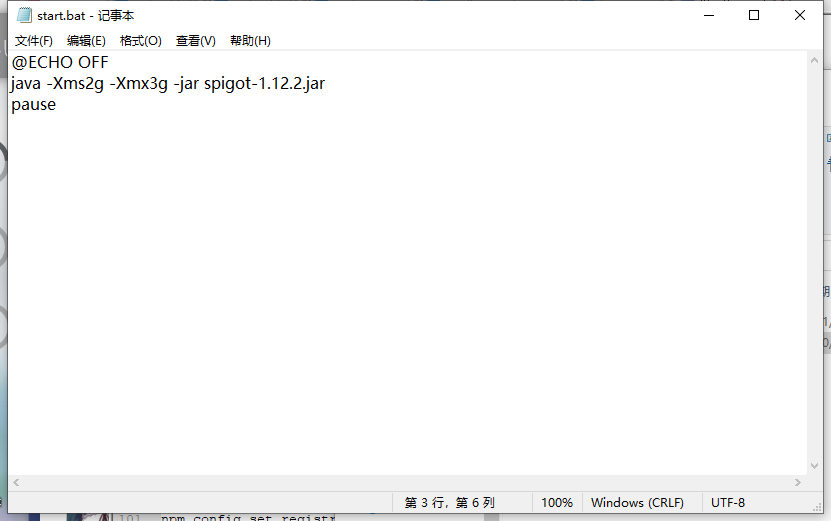 start.bat - 记事本
文件(F) 编辑(E) 格式(O) 查看(V) 帮助(H)
@ECHO OFF
java -Xms2g -Xmx3g -jar spigot-1.12.2.jar
pause
第 3 行，第 6 列 100% Windows (CRLF) UTF-8
101 npm config set registr